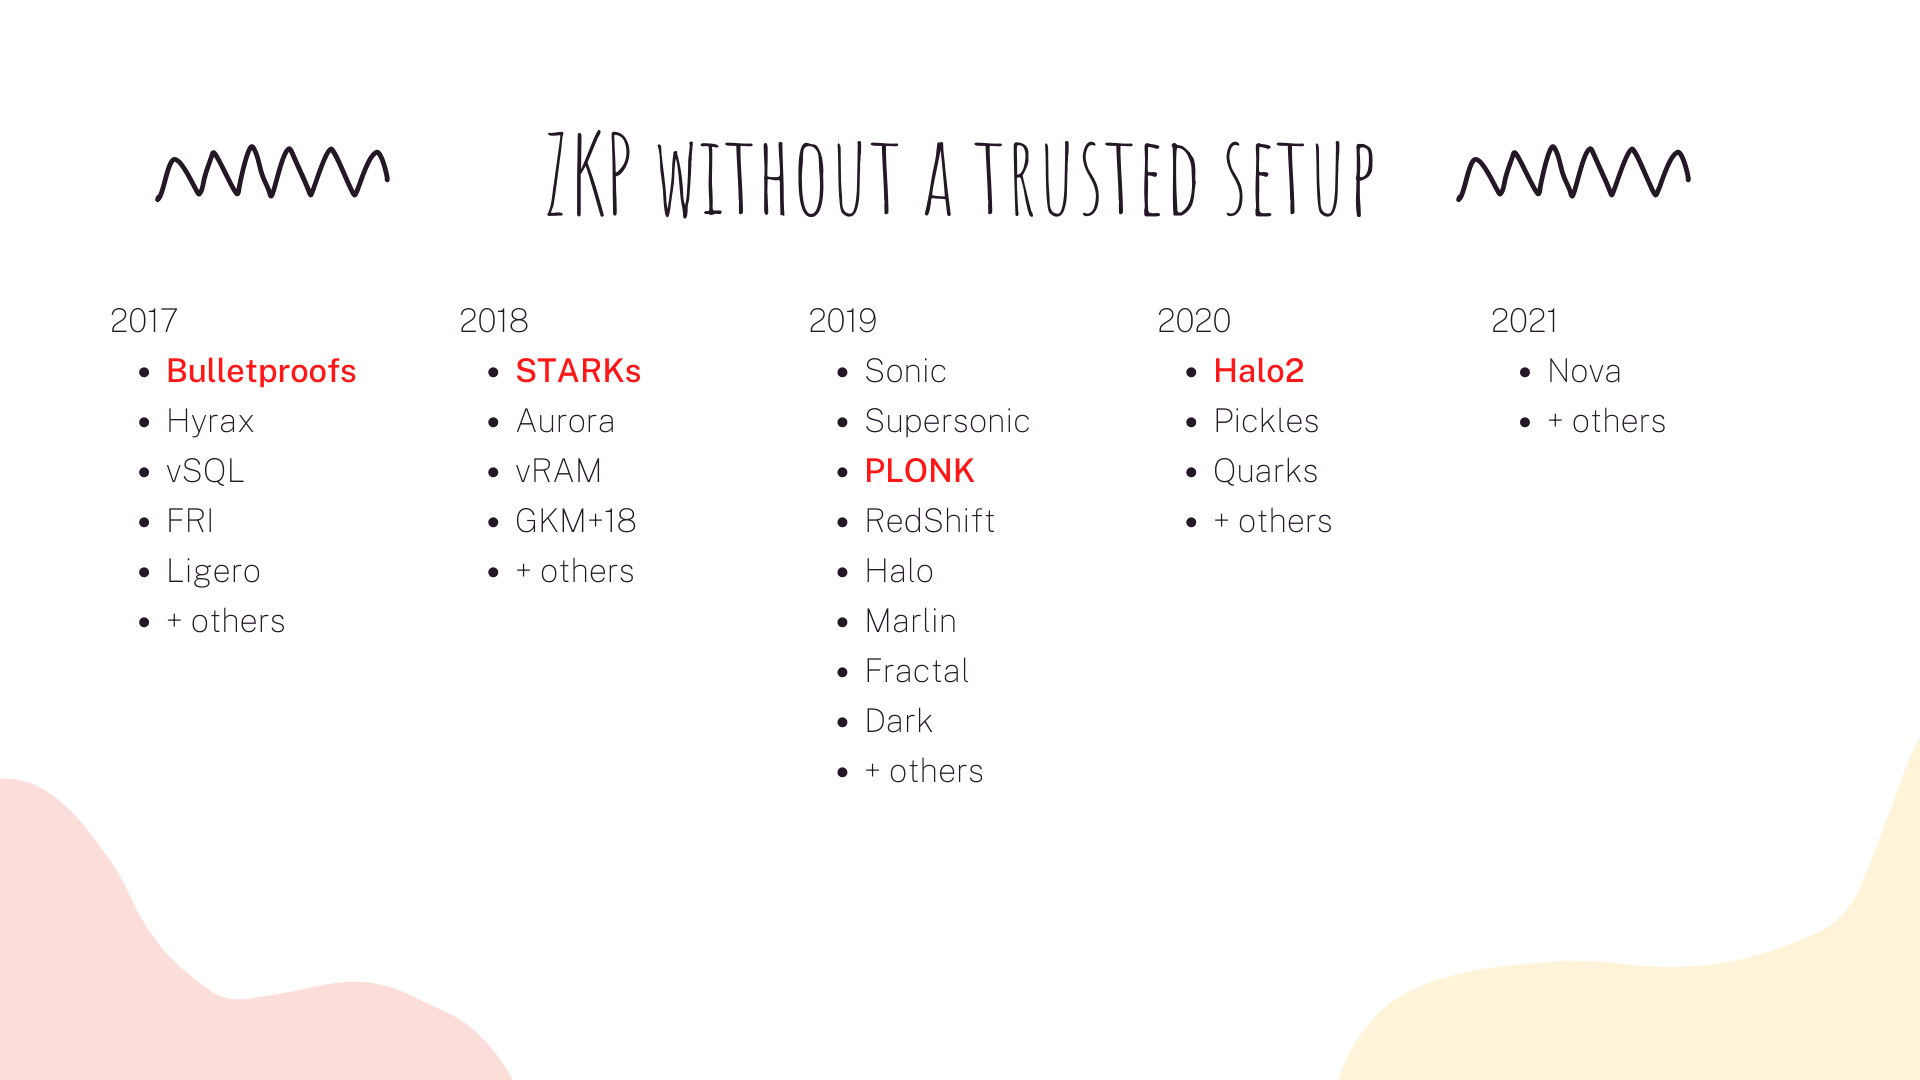 ZKP WITHOUT A TRUSTED SETUP
2017
• Bulletproofs
• Hyrax
• vSQL
• FRI
• Ligero
• + others
2018
• STARKs
• Aurora
• vRAM
• GKM+18
• + others
2019
• Sonic
• Supersonic
• PLONK
• RedShift
• Halo
• Marlin
• Fractal
• Dark
• + others
2020
• Halo2
• Pickles
• Quarks
• + others
2021
• Nova
• + others